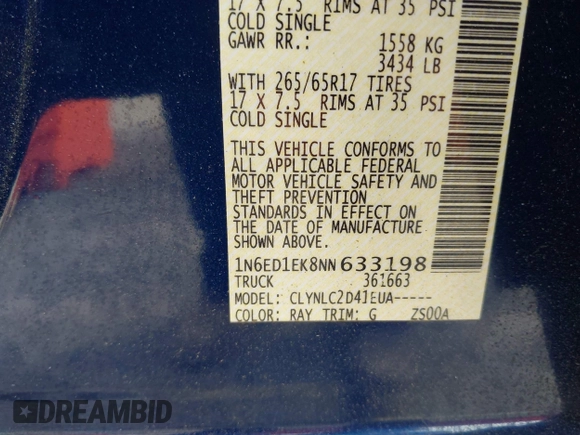 17 X 7.5 RIMS AT 35 PSI
COLD SINGLE
GAWR RR.: 1558 KG
3434 LB
WITH 265/65R17 TIRES
17 X 7.5 RIMS AT 35 PSI
COLD SINGLE
THIS VEHICLE CONFORMS TO
ALL APPLICABLE FEDERAL
MOTOR VEHICLE SAFETY AND
THEFT PREVENTION
STANDARDS IN EFFECT ON
THE DATE OF MANUFACTURE
SHOWN ABOVE.
1N6ED1EK8NN633198
TRUCK 361663
MODEL: CLYNLC2D41EUA-----
COLOR: RAY TRIM: G ZS00A
DREAMBID